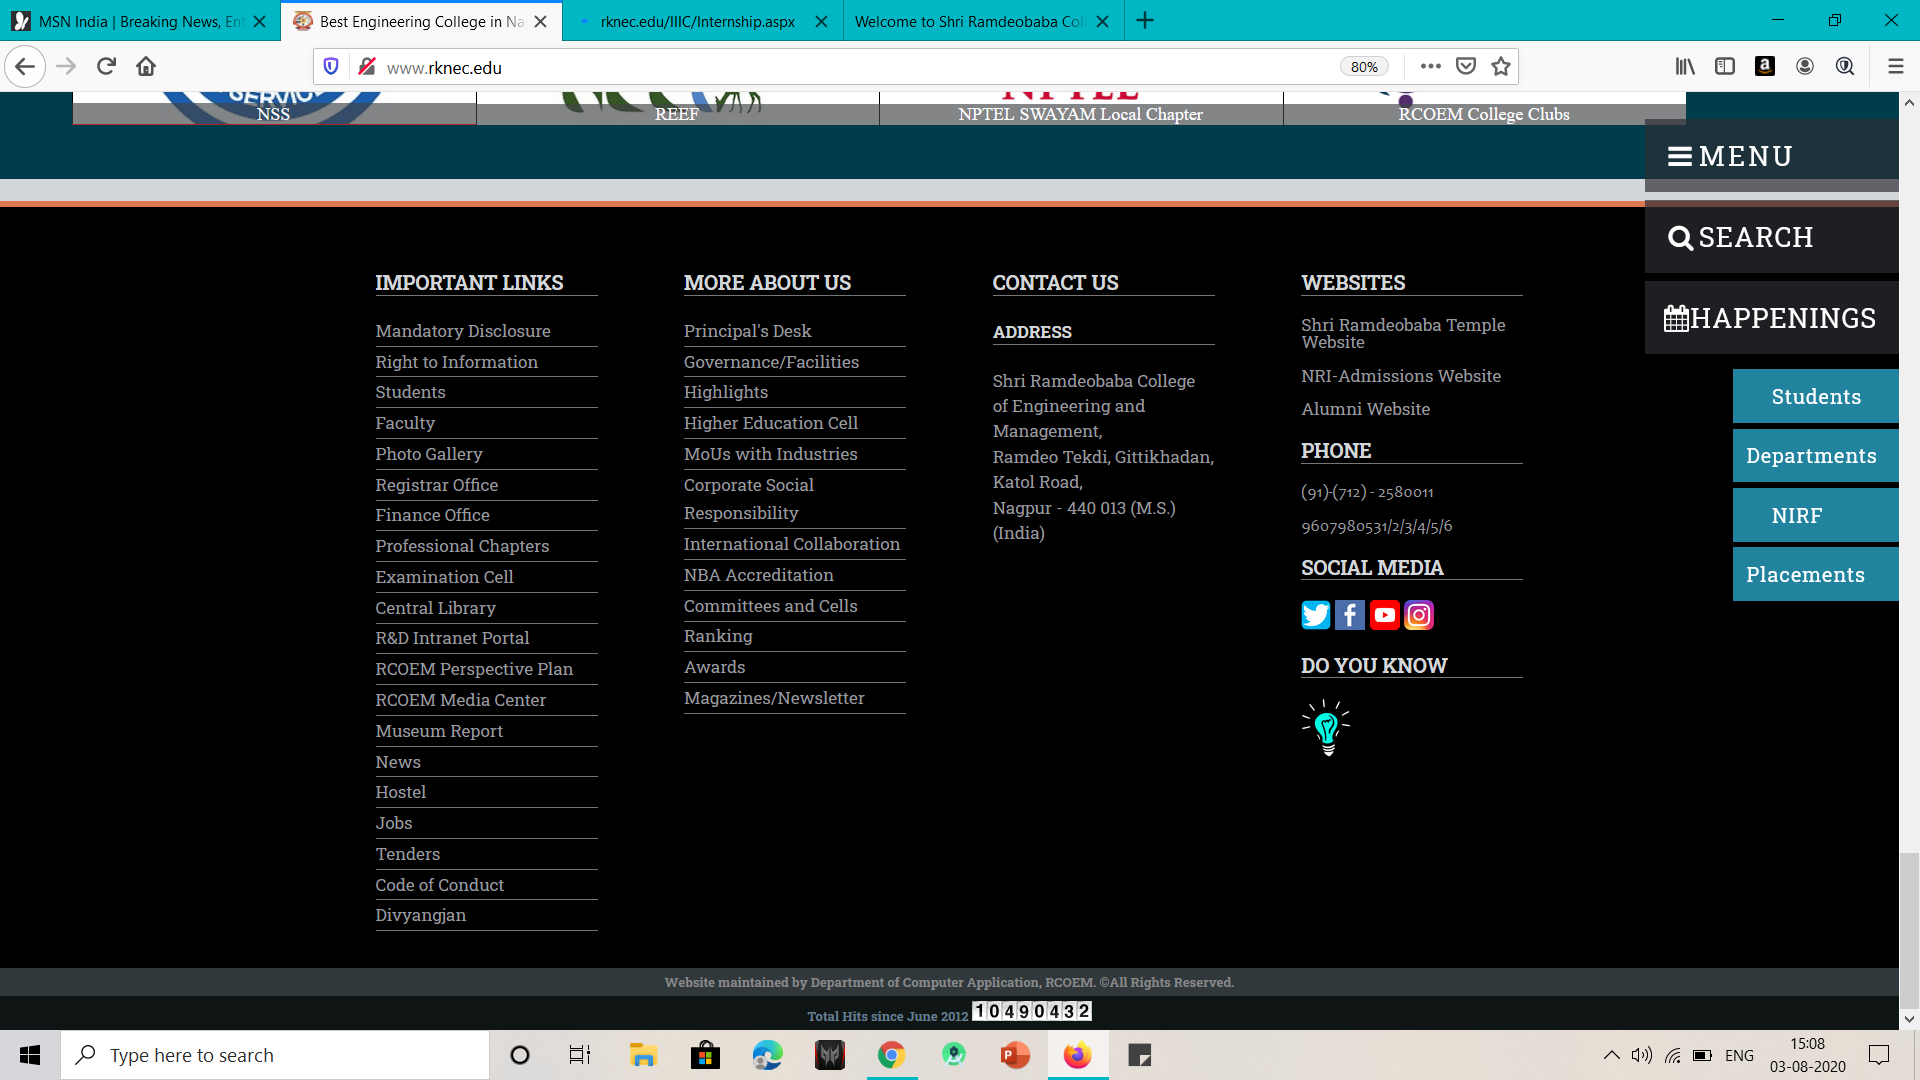 MSN India | Breaking News, Ent
Best Engineering College in Na
rknec.edu/IIIC/Internship.aspx
Welcome to Shri Ramdeobaba Coll
www.rknec.edu
80%
SERVICE
NPTEL
NSS
REEF
NPTEL SWAYAM Local Chapter
RCOEM College Clubs
MENU
SEARCH
HAPPENINGS
Students
Departments
NIRF
Placements
IMPORTANT LINKS
Mandatory Disclosure
Right to Information
Students
Faculty
Photo Gallery
Registrar Office
Finance Office
Professional Chapters
Examination Cell
Central Library
R&D Intranet Portal
RCOEM Perspective Plan
RCOEM Media Center
Museum Report
News
Hostel
Jobs
Tenders
Code of Conduct
Divyangjan
MORE ABOUT US
Principal's Desk
Governance/Facilities
Highlights
Higher Education Cell
MoUs with Industries
Corporate Social
Responsibility
International Collaboration
NBA Accreditation
Committees and Cells
Ranking
Awards
Magazines/Newsletter
CONTACT US
ADDRESS
Shri Ramdeobaba College
of Engineering and
Management,
Ramdeo Tekdi, Gittikhadan,
Katol Road,
Nagpur - 440 013 (M.S.)
(India)
WEBSITES
Shri Ramdeobaba Temple
Website
NRI-Admissions Website
Alumni Website
PHONE
(91)-(712) - 2580011
9607980531/2/3/4/5/6
SOCIAL MEDIA
DO YOU KNOW
Website maintained by Department of Computer Application, RCOEM. ©All Rights Reserved.
Total Hits since June 2012 10490432
Type here to search
ENG
15:08
03-08-2020